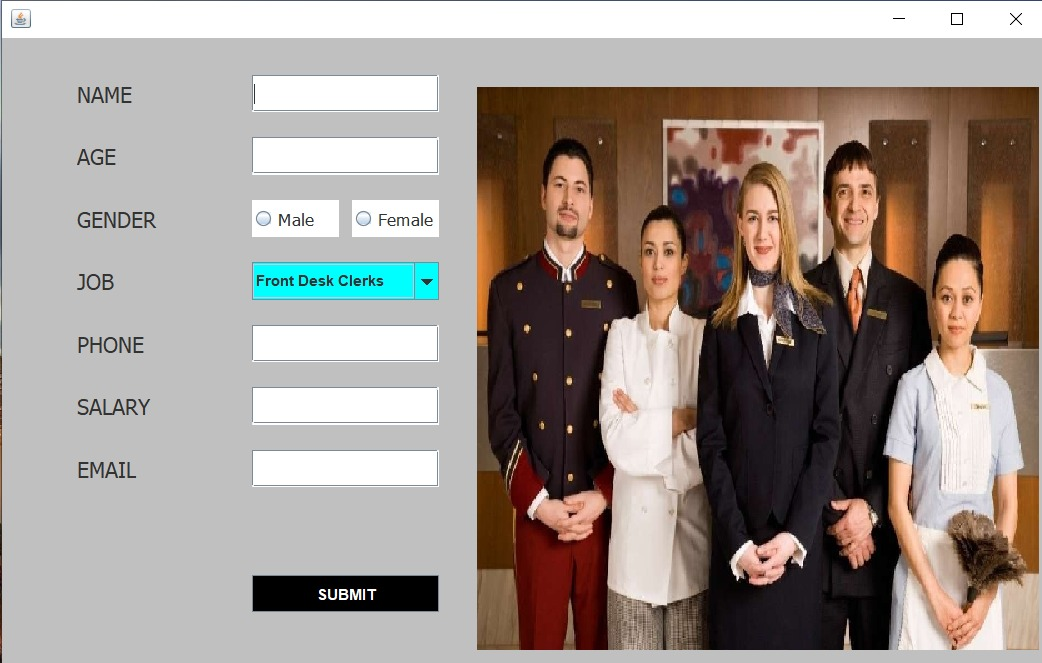 NAME
AGE
GENDER Male Female
JOB Front Desk Clerks
PHONE
SALARY
EMAIL
SUBMIT